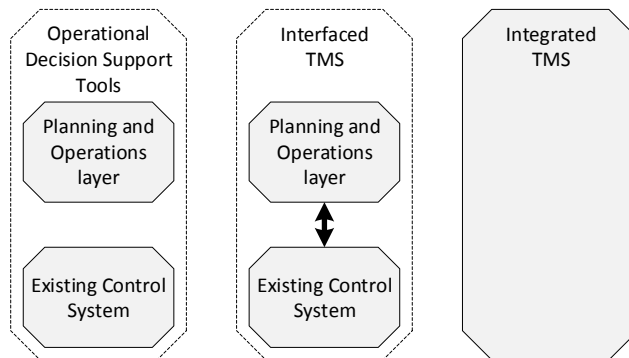 Operational
Decision Support
Tools
Planning and
Operations
layer
Existing Control
System
Interfaced
TMS
Planning and
Operations
layer
Existing Control
System
Integrated
TMS